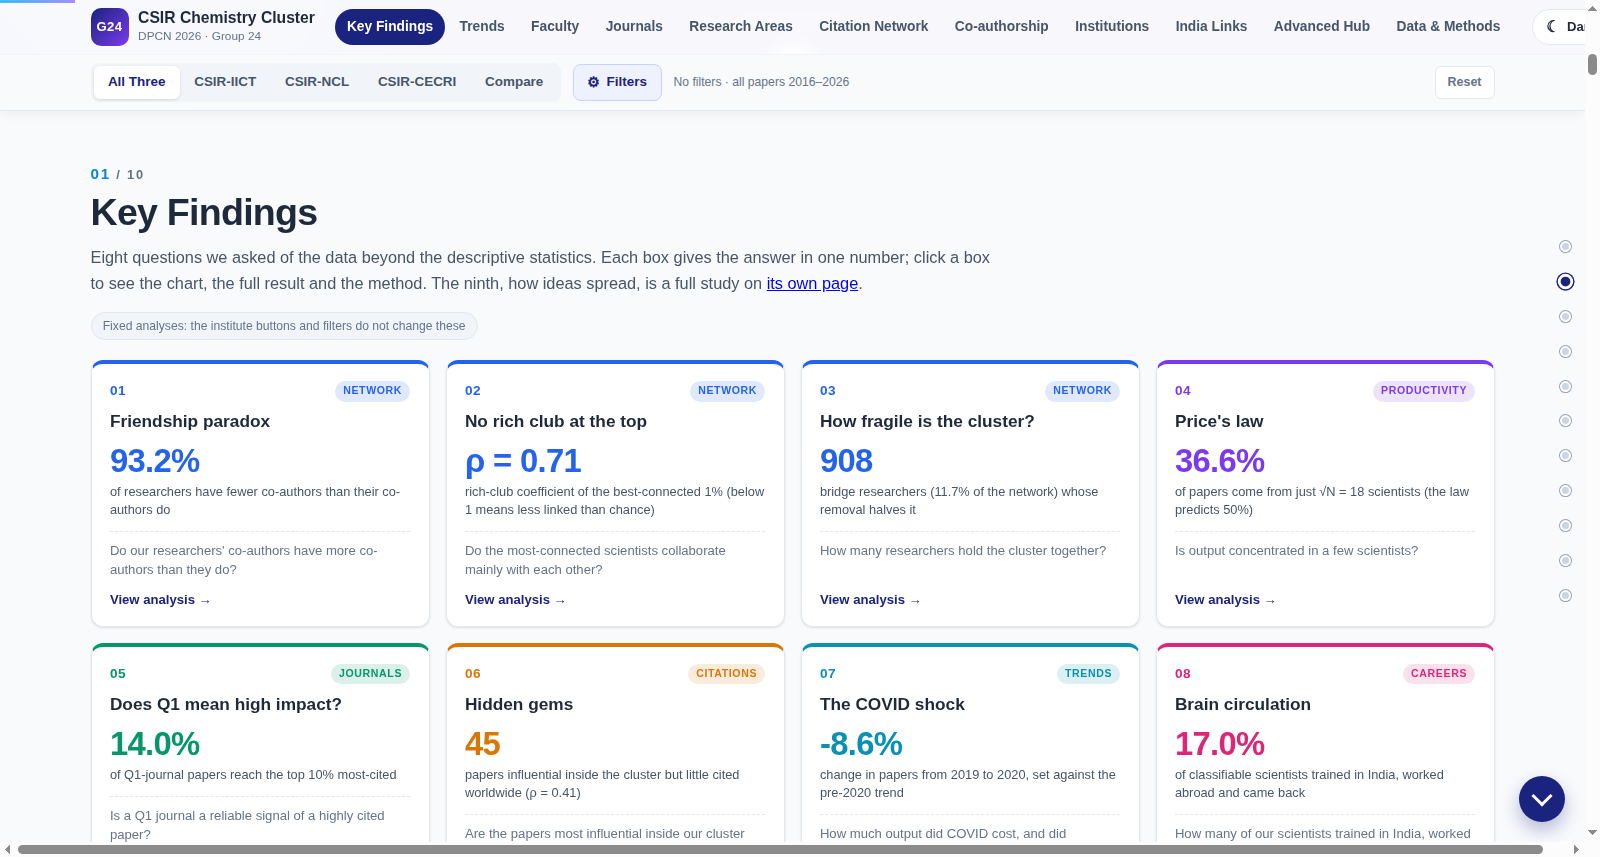 G24
CSIR Chemistry Cluster
DPCN 2026 · Group 24
Key Findings
Trends
Faculty
Journals
Research Areas
Citation Network
Co-authorship
Institutions
India Links
Advanced Hub
Data & Methods
All Three
CSIR-IICT
CSIR-NCL
CSIR-CECRI
Compare
⚙ Filters
No filters · all papers 2016–2026
Reset
01 / 10
Key Findings
Eight questions we asked of the data beyond the descriptive statistics. Each box gives the answer in one number; click a box
to see the chart, the full result and the method. The ninth, how ideas spread, is a full study on its own page.
Fixed analyses: the institute buttons and filters do not change these
01
NETWORK
Friendship paradox
93.2%
of researchers have fewer co-authors than their co-
authors do
Do our researchers' co-authors have more co-
authors than they do?
View analysis →
02
NETWORK
No rich club at the top
ρ = 0.71
rich-club coefficient of the best-connected 1% (below
1 means less linked than chance)
Do the most-connected scientists collaborate
mainly with each other?
View analysis →
03
NETWORK
How fragile is the cluster?
908
bridge researchers (11.7% of the network) whose
removal halves it
How many researchers hold the cluster together?
View analysis →
04
PRODUCTIVITY
Price's law
36.6%
of papers come from just √N = 18 scientists (the law
predicts 50%)
Is output concentrated in a few scientists?
View analysis →
05
JOURNALS
Does Q1 mean high impact?
14.0%
of Q1-journal papers reach the top 10% most-cited
Is a Q1 journal a reliable signal of a highly cited
paper?
06
CITATIONS
Hidden gems
45
papers influential inside the cluster but little cited
worldwide (ρ = 0.41)
Are the papers most influential inside our cluster
07
TRENDS
The COVID shock
-8.6%
change in papers from 2019 to 2020, set against the
pre-2020 trend
How much output did COVID cost, and did
08
CAREERS
Brain circulation
17.0%
of classifiable scientists trained in India, worked
abroad and came back
How many of our scientists trained in India, worked